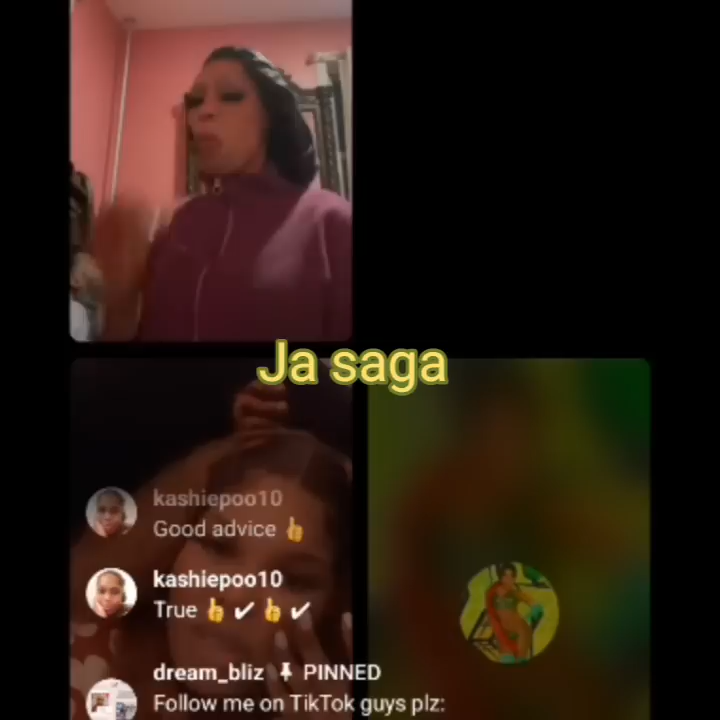 Ja saga
kashiepoo10
Good advice 👍
kashiepoo10
True 👍 ✔ 👍 ✔
dream_bliz 📌 PINNED
Follow me on TikTok guys plz: